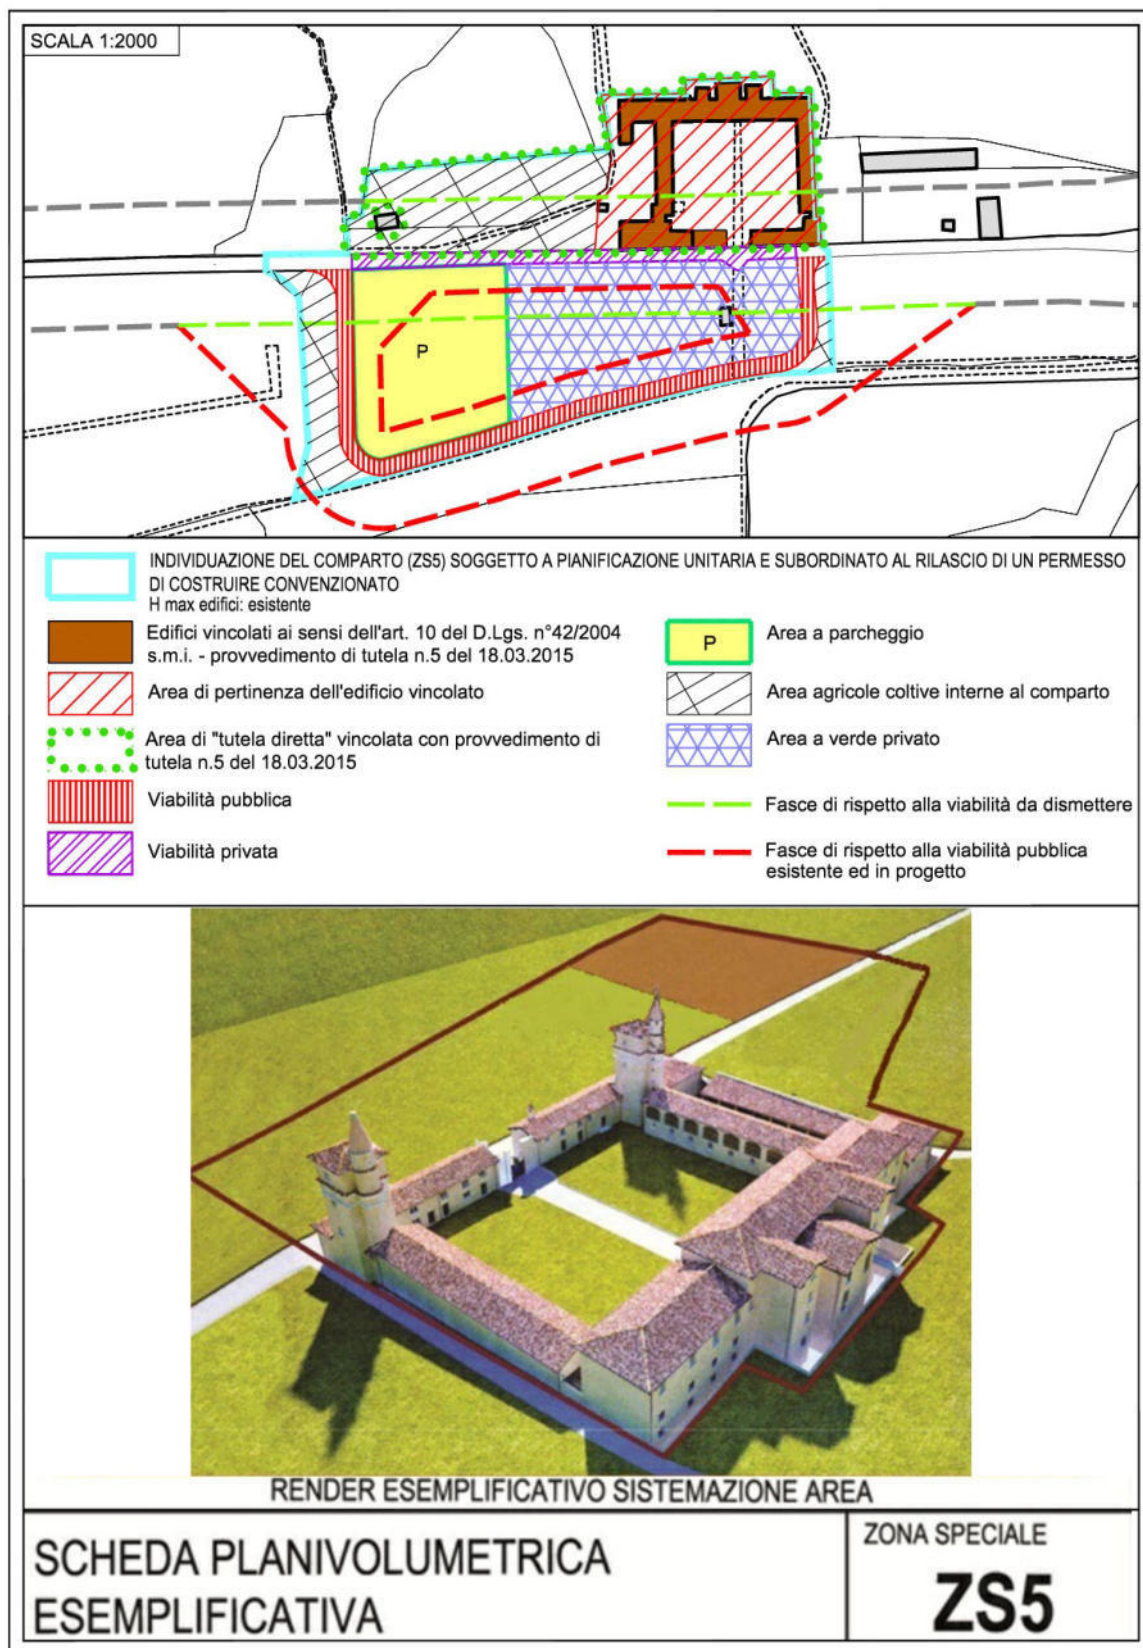 SCALA 1:2000
P
INDIVIDUAZIONE DEL COMPARTO (ZS5) SOGGETTO A PIANIFICAZIONE UNITARIA E SUBORDINATO AL RILASCIO DI UN PERMESSO
DI COSTRUIRE CONVENZIONATO
H max edifici: esistente
Edifici vincolati ai sensi dell'art. 10 del D.Lgs. n°42/2004
s.m.i. - provvedimento di tutela n.5 del 18.03.2015
Area di pertinenza dell'edificio vincolato
Area di "tutela diretta" vincolata con provvedimento di
tutela n.5 del 18.03.2015
Viabilità pubblica
Viabilità privata
P
Area a parcheggio
Area agricole coltive interne al comparto
Area a verde privato
Fasce di rispetto alla viabilità da dismettere
Fasce di rispetto alla viabilità pubblica
esistente ed in progetto
RENDER ESEMPLIFICATIVO SISTEMAZIONE AREA
SCHEDA PLANIVOLUMETRICA
ESEMPLIFICATIVA
ZONA SPECIALE
ZS5